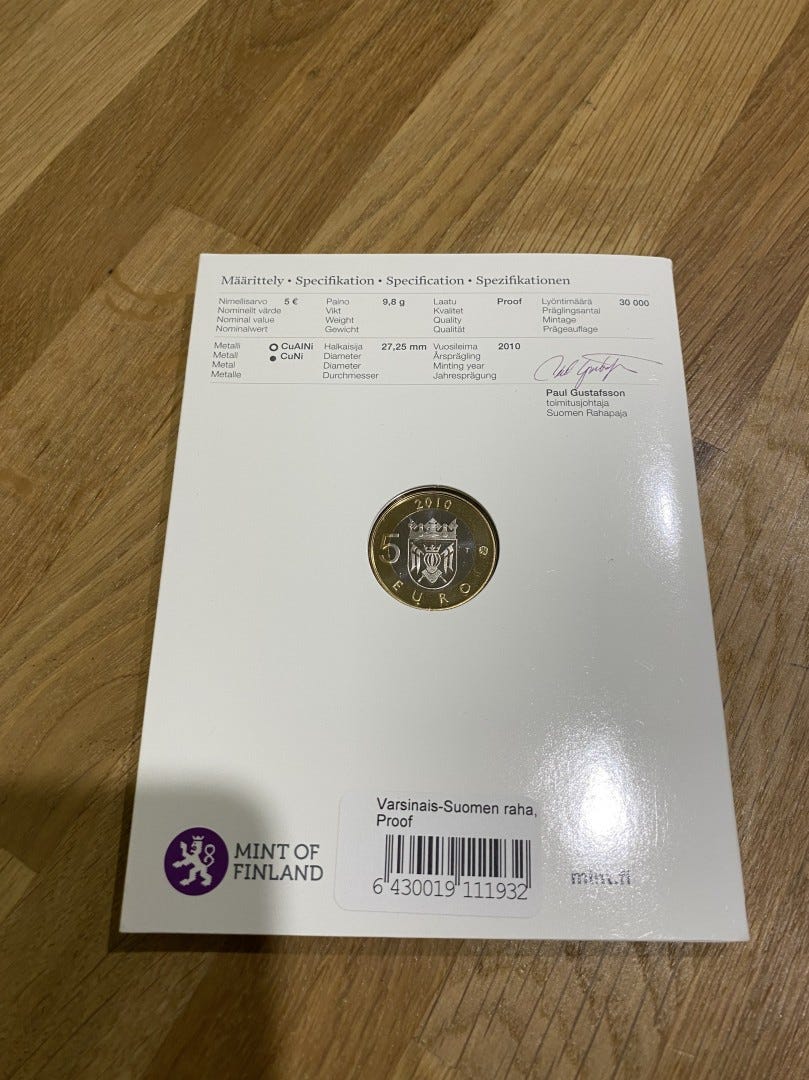 Määrittely • Specifikation • Specification • Spezifikationen
Nimellisarvo 5 € Paino 9,8 g Laatu Proof Lyöntimäärä 30 000
Nominellt värde Vikt Kvalitet Präglingsantal
Nominal value Weight Quality Mintage
Nominalwert Gewicht Qualität Prägeauflage
Metalli CuAlNi Halkaisija 27,25 mm Vuosileima 2010
Metall CuNi Diameter Årsprägling
Metal Diameter Minting year
Metalle Durchmesser Jahresprägung
Paul Gustafsson
toimitusjohtaja
Suomen Rahapaja
2010
5
T
EURO
Varsinais-Suomen raha,
Proof
6 430019 111932
MINT OF
FINLAND
mint.fi